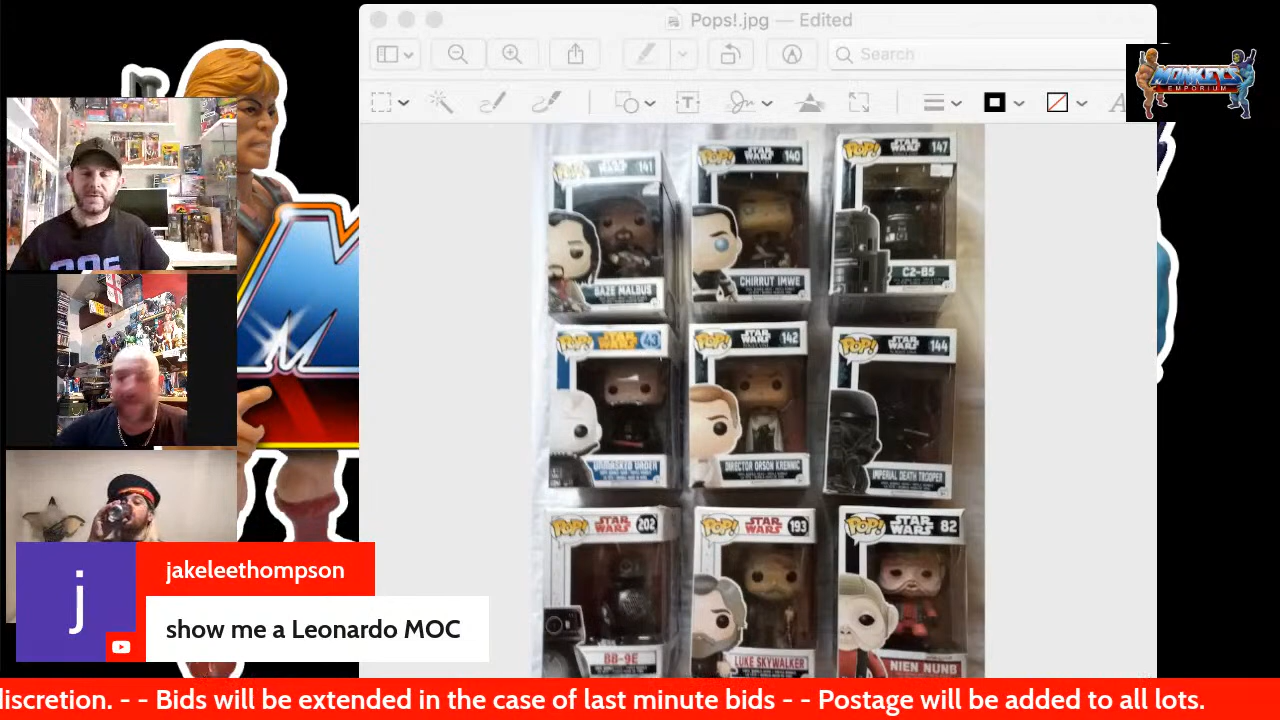 Pops!.jpg — Edited
Search
MONKEYS
EMPORIUM
POP! STAR WARS 141
BAZE MALBUS
POP! STAR WARS 140
CHIRRUT IMWE
POP! STAR WARS 147
C2-B5
POP! STAR WARS 43
UNMASKED VADER
POP! STAR WARS 142
DIRECTOR ORSON KRENNIC
POP! STAR WARS 144
IMPERIAL DEATH TROOPER
POP! STAR WARS 202
BB-9E
POP! STAR WARS 193
LUKE SKYWALKER
POP! STAR WARS 82
NIEN NUNB
M
j
jakeleethompson
show me a Leonardo MOC
discretion. - - Bids will be extended in the case of last minute bids - - Postage will be added to all lots.